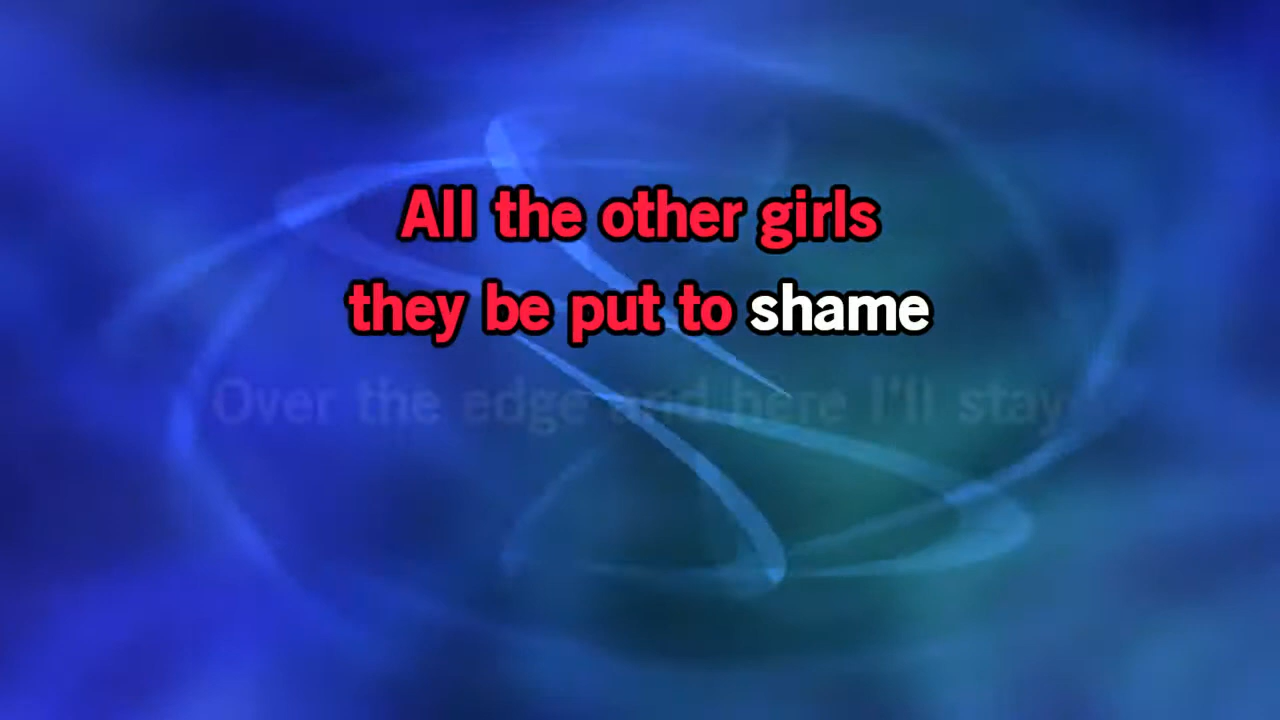 All the other girls
they be put to shame
Over the edge and here I'll stay